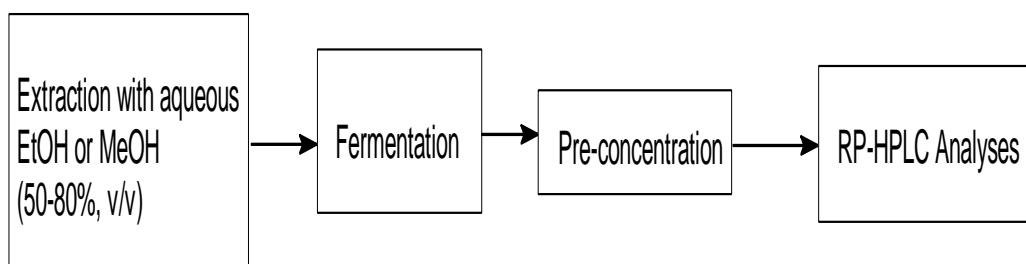 Extraction with aqueous
EtOH or MeOH
(50-80%, v/v)
Fermentation
Pre-concentration
RP-HPLC Analyses